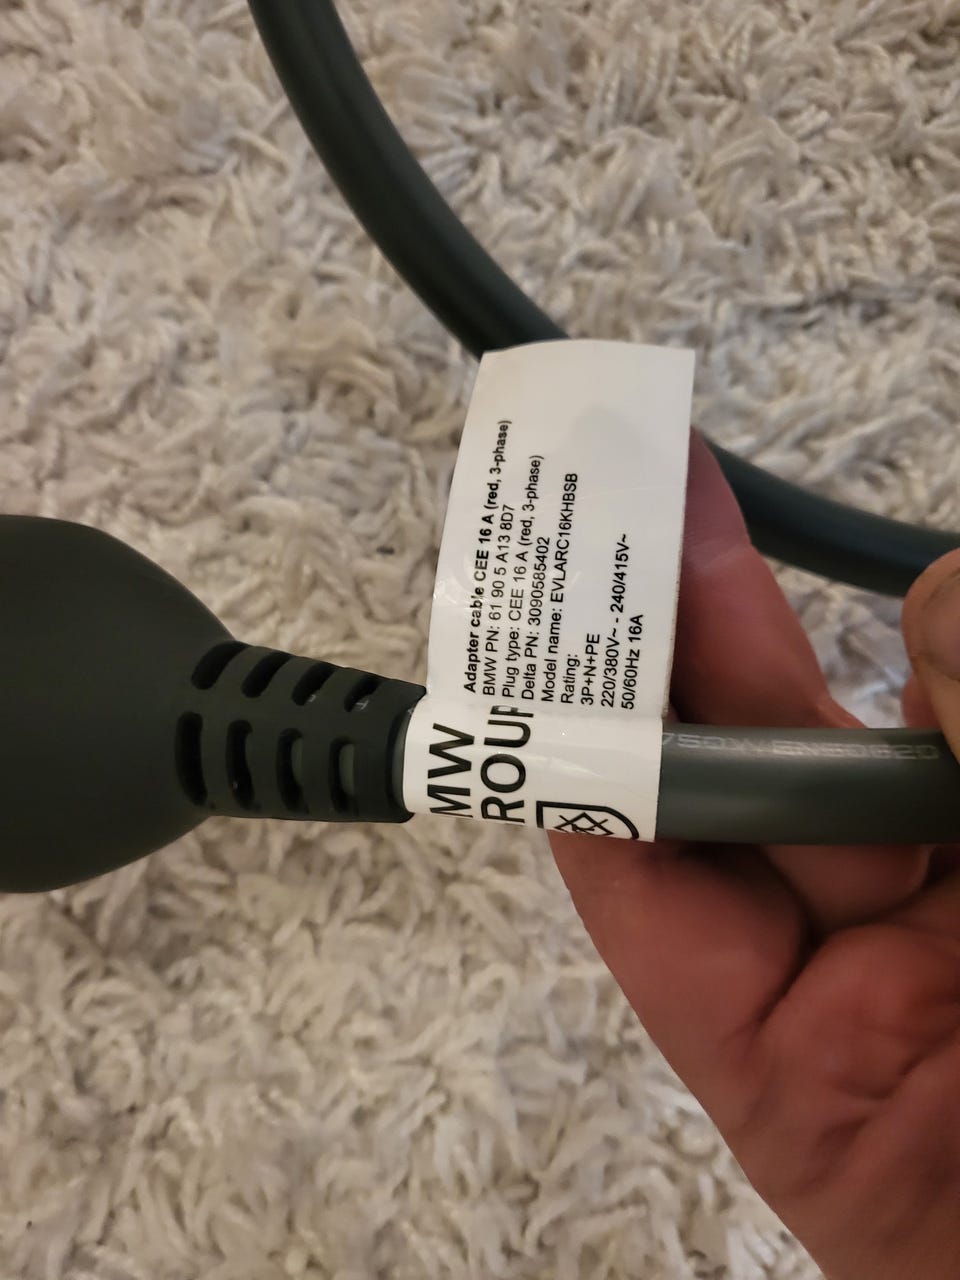 Adapter cable CEE 16 A (red, 3-phase)
BMW PN: 61 90 5 A13 8D7
Plug type: CEE 16 A (red, 3-phase)
Delta PN: 3090585402
Model name: EVLARC16KHBSB
Rating:
3P+N+PE
220/380V~ - 240/415V~
50/60Hz 16A
MW
ROUP
750V EN50620